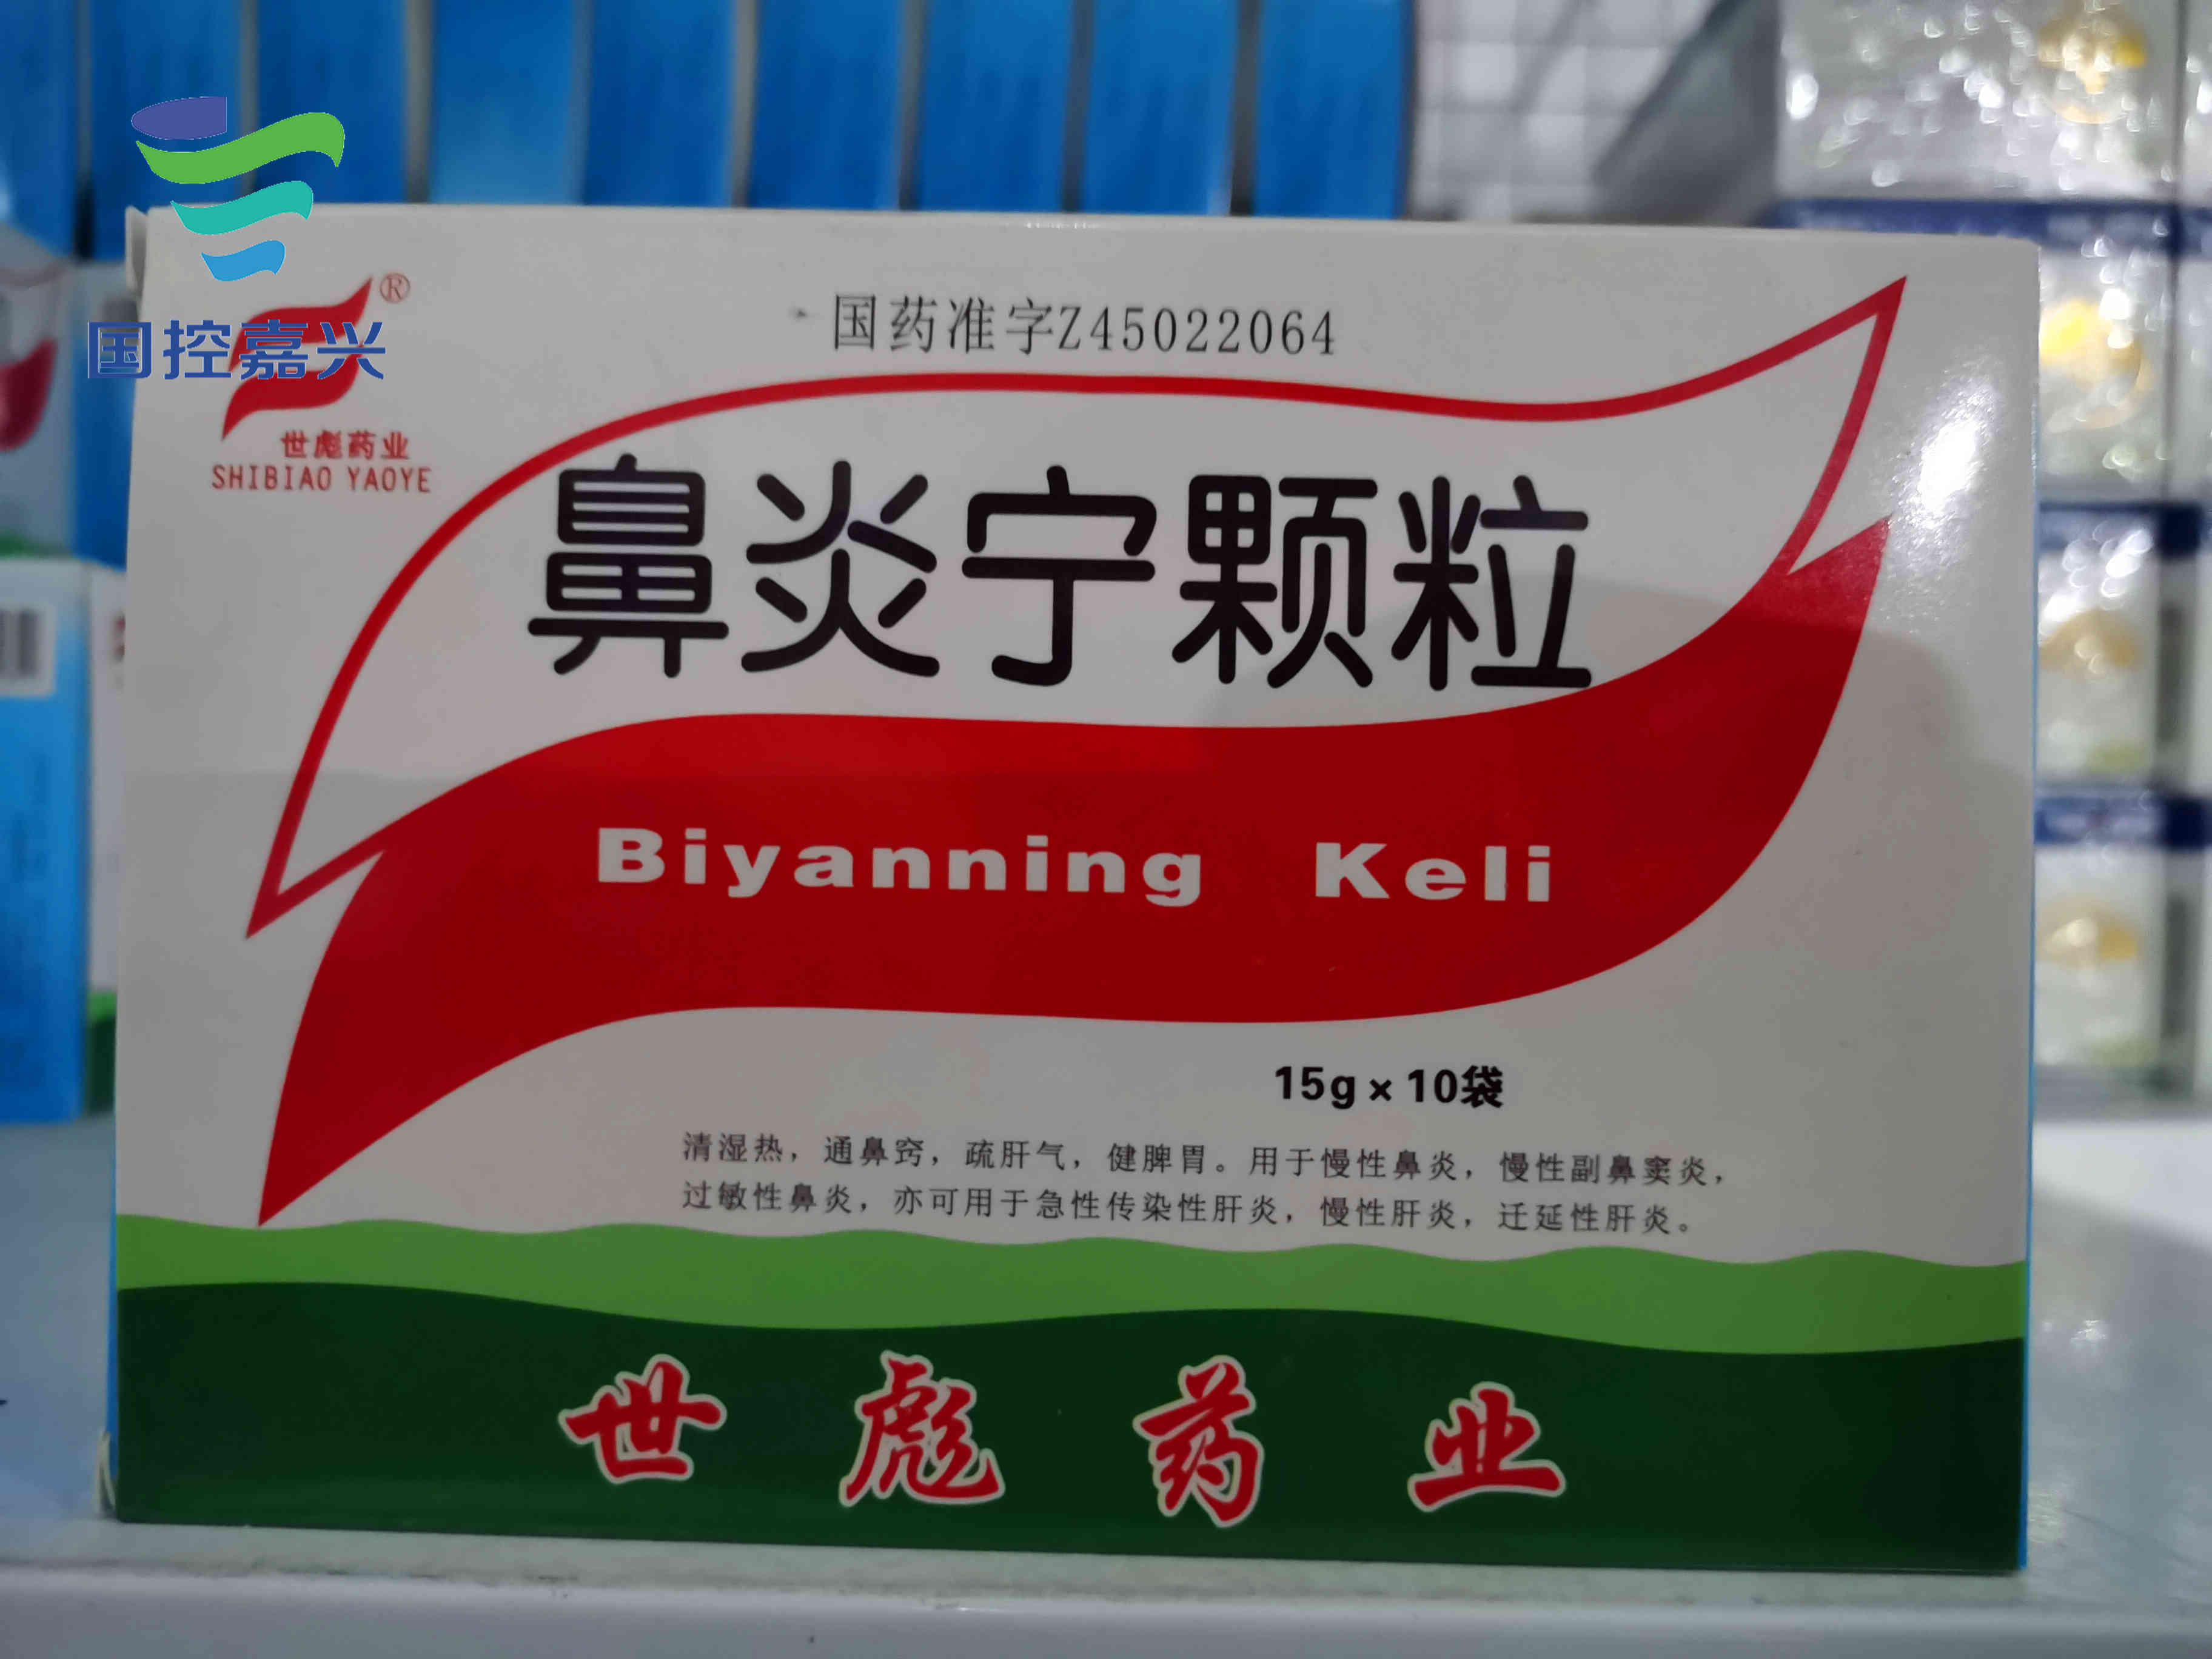 国控嘉兴
®
世彪药业
SHIBIAO YAOYE
国药准字Z45022064
鼻炎宁颗粒
Biyanning Keli
15g×10袋
清湿热，通鼻窍，疏肝气，健脾胃。用于慢性鼻炎，慢性副鼻窦炎，
过敏性鼻炎，亦可用于急性传染性肝炎，慢性肝炎，迁延性肝炎。
世彪药业